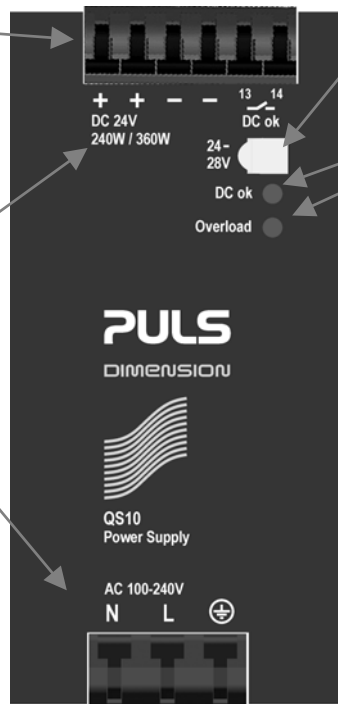 + + − − 13 14
DC 24V
240W / 360W
DC ok
24-
28V
DC ok
Overload
PULS
DIMENSION
QS10
Power Supply
AC 100-240V
N L